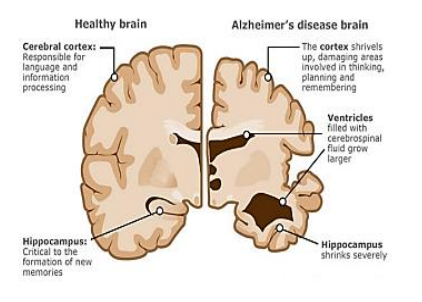 Healthy brain
Cerebral cortex:
Responsible for
language and
information
processing
Hippocampus:
Critical to the
formation of new
memories
Alzheimer's disease brain
The cortex shrivels
up, damaging areas
involved in thinking,
planning and
remembering
Ventricles
filled with
cerebrospinal
fluid grow
larger
Hippocampus
shrinks severely